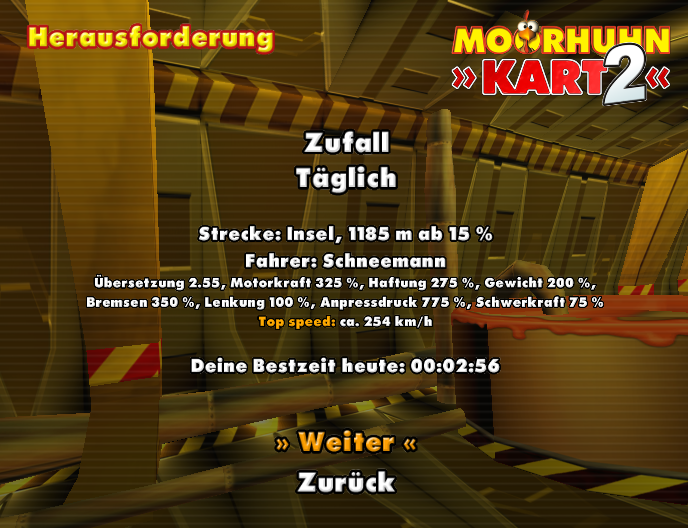 Herausforderung
MOORHUHN
» KART 2 «
Zufall
Täglich
Strecke: Insel, 1185 m ab 15 %
Fahrer: Schneemann
Übersetzung 2.55, Motorkraft 325 %, Haftung 275 %, Gewicht 200 %,
Bremsen 350 %, Lenkung 100 %, Anpressdruck 775 %, Schwerkraft 75 %
Top speed: ca. 254 km/h
Deine Bestzeit heute: 00:02:56
» Weiter «
Zurück